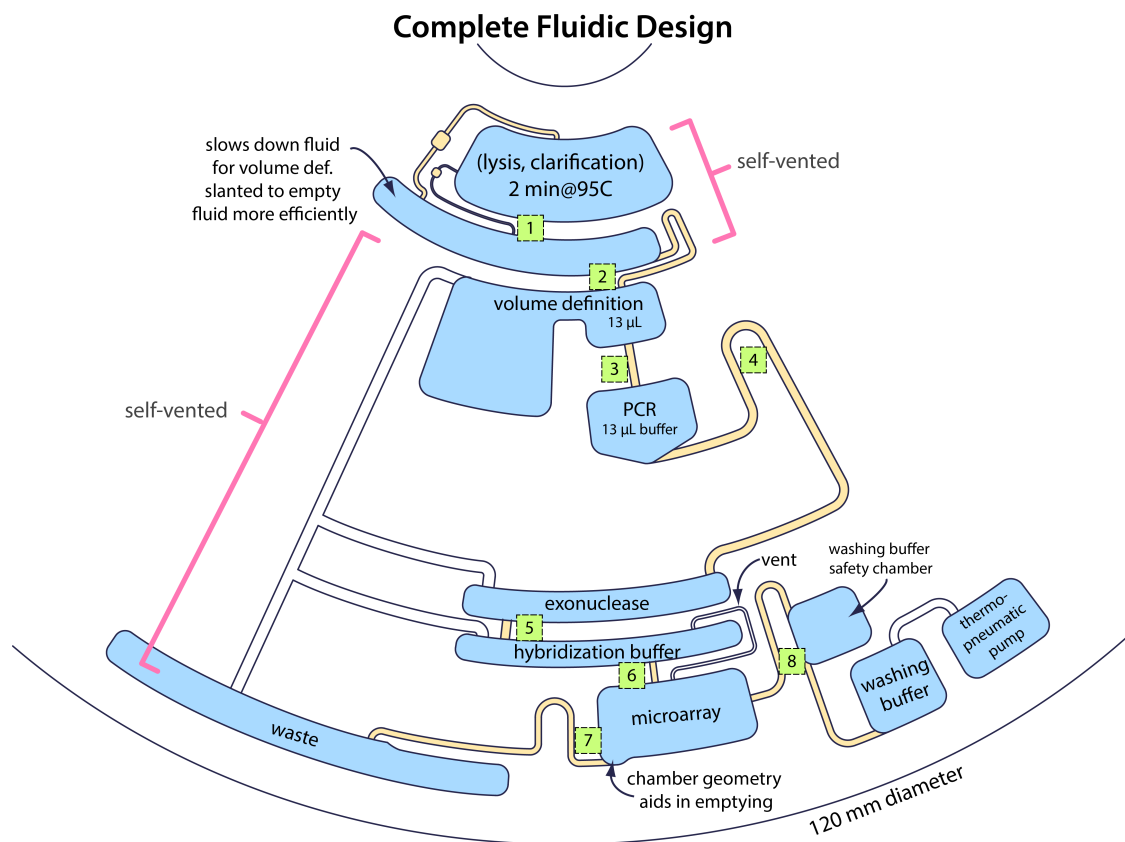 Complete Fluidic Design
slows down fluid
for volume def.
slanted to empty
fluid more efficiently
(lysis, clarification)
2 min@95C
self-vented
1
2
volume definition
13 µL
3
4
PCR
13 µL buffer
self-vented
washing buffer
safety chamber
vent
exonuclease
thermo-
pneumatic
pump
5
hybridization buffer
6
8
washing
buffer
microarray
waste
7
chamber geometry
aids in emptying
120 mm diameter